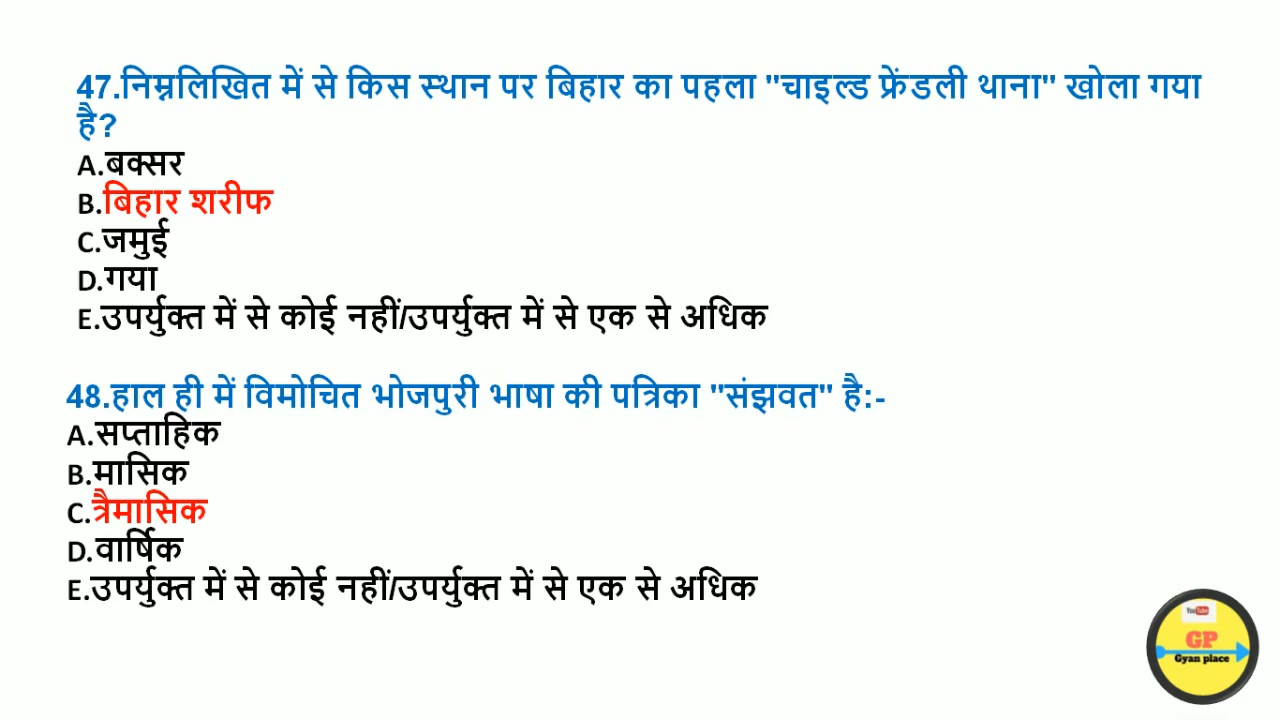 47.निम्नलिखित में से किस स्थान पर बिहार का पहला "चाइल्ड फ्रेंडली थाना" खोला गया
है?
A.बक्सर
B.बिहार शरीफ
C.जमुई
D.गया
E.उपर्युक्त में से कोई नहीं/उपर्युक्त में से एक से अधिक
48.हाल ही में विमोचित भोजपुरी भाषा की पत्रिका "संझवत" है:-
A.सप्ताहिक
B.मासिक
C.त्रैमासिक
D.वार्षिक
E.उपर्युक्त में से कोई नहीं/उपर्युक्त में से एक से अधिक
YouTube
GP
Gyan place